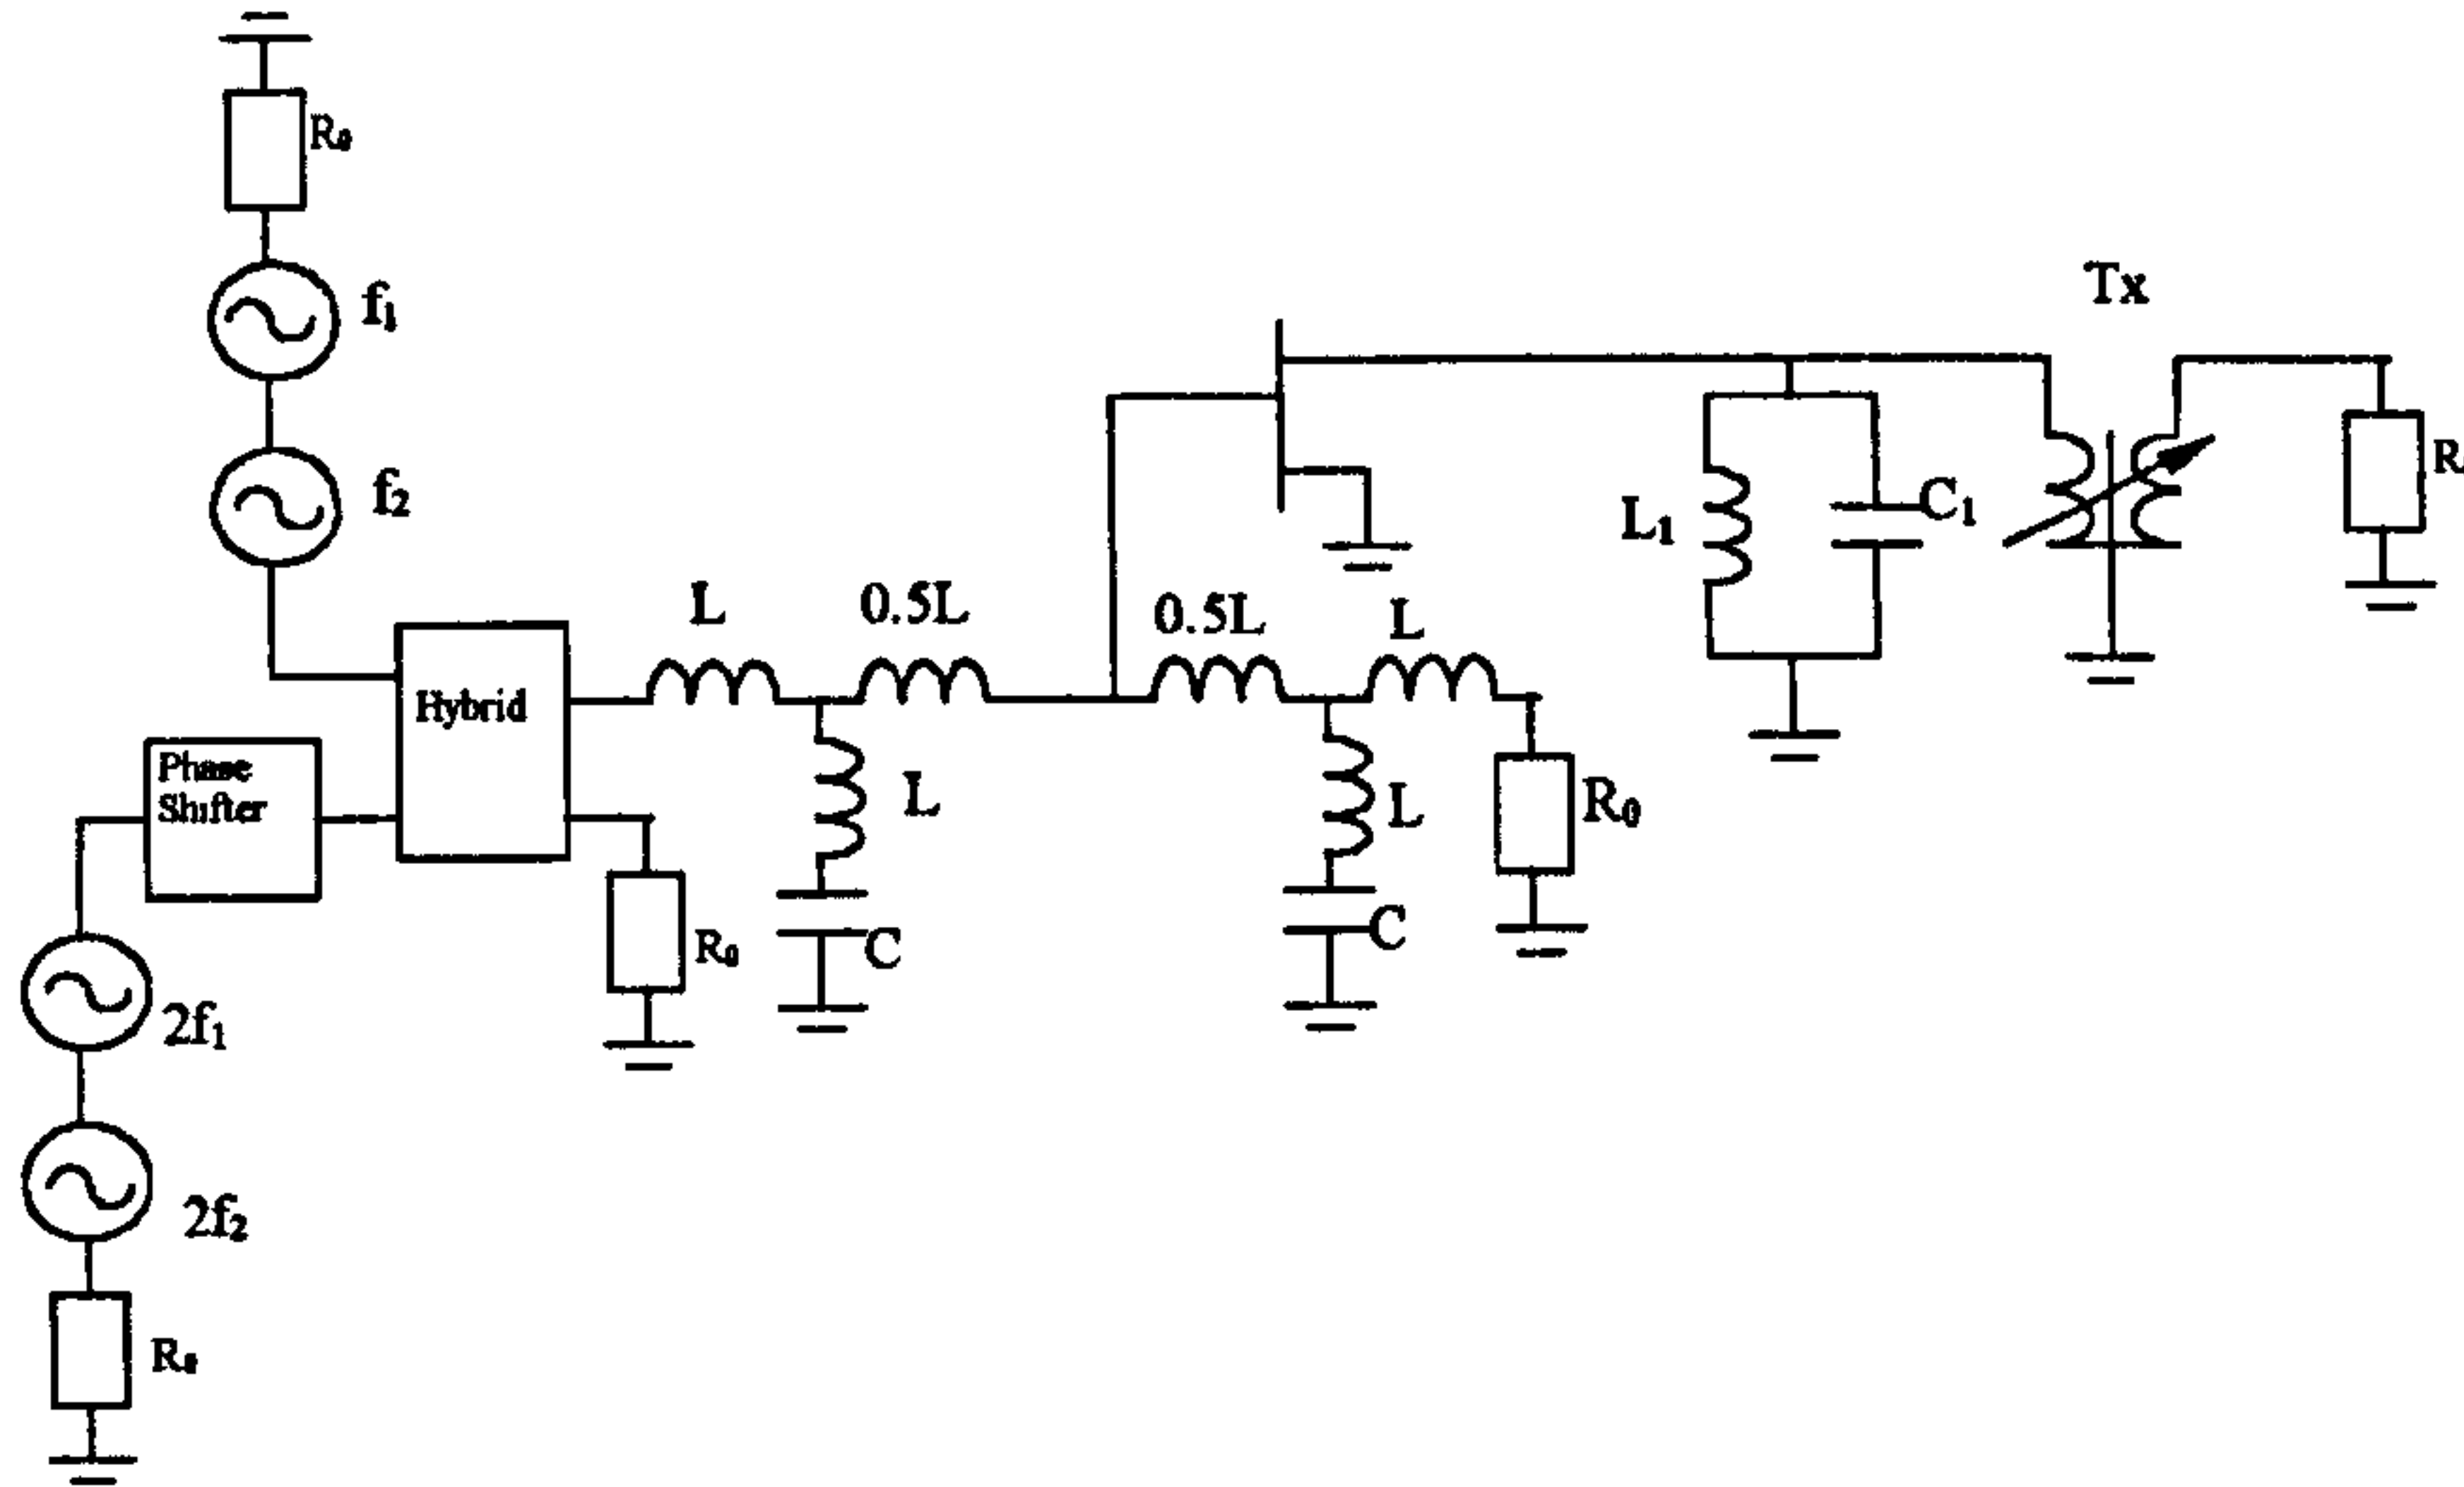 R₀
f₁
f₂
Tx
C₁
L₁
R
L
0.5L
0.5L
L
Hybrid
Phase
Shifter
L
L
R₀
R₀
C
C
2f₁
2f₂
R₀